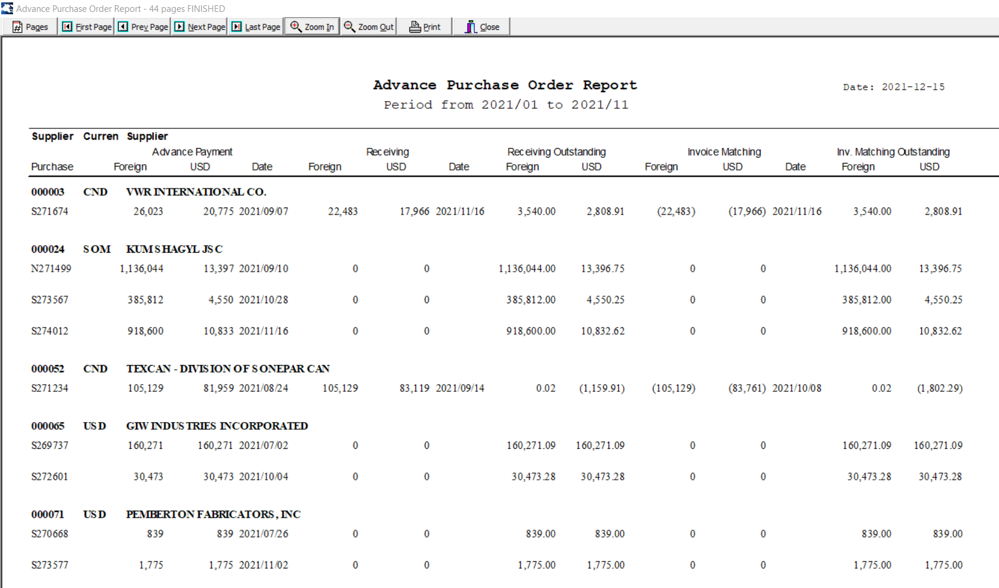 Advance Purchase Order Report - 44 pages FINISHED
Pages First Page Prev Page Next Page Last Page Zoom In Zoom Out Print Close
Advance Purchase Order Report
Date: 2021-12-15
Period from 2021/01 to 2021/11
Supplier Curren Supplier
Advance Payment Receiving Receiving Outstanding Invoice Matching Inv. Matching Outstanding
Purchase Foreign USD Date Foreign USD Date Foreign USD Foreign USD Date Foreign USD
000003 CND VWR INTERNATIONAL CO.
S271674 26,023 20,775 2021/09/07 22,483 17,966 2021/11/16 3,540.00 2,808.91 (22,483) (17,966) 2021/11/16 3,540.00 2,808.91
000024 SOM KUM SHAGYL JSC
N271499 1,136,044 13,397 2021/09/10 0 0 1,136,044.00 13,396.75 0 0 1,136,044.00 13,396.75
S273567 385,812 4,550 2021/10/28 0 0 385,812.00 4,550.25 0 0 385,812.00 4,550.25
S274012 918,600 10,833 2021/11/16 0 0 918,600.00 10,832.62 0 0 918,600.00 10,832.62
000052 CND TEXCAN - DIVISION OF SONEPAR CAN
S271234 105,129 81,959 2021/08/24 105,129 83,119 2021/09/14 0.02 (1,159.91) (105,129) (83,761) 2021/10/08 0.02 (1,802.29)
000065 USD GIW INDUSTRIES INCORPORATED
S269737 160,271 160,271 2021/07/02 0 0 160,271.09 160,271.09 0 0 160,271.09 160,271.09
S272601 30,473 30,473 2021/10/04 0 0 30,473.28 30,473.28 0 0 30,473.28 30,473.28
000071 USD PEMBERTON FABRICATORS, INC
S270668 839 839 2021/07/26 0 0 839.00 839.00 0 0 839.00 839.00
S273577 1,775 1,775 2021/11/02 0 0 1,775.00 1,775.00 0 0 1,775.00 1,775.00